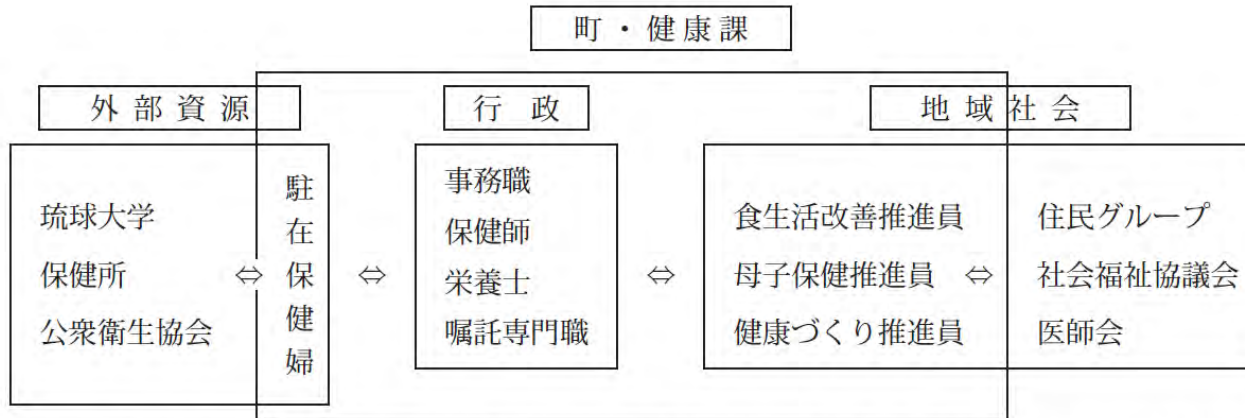 町・健康課
外部資源
行政
地域社会
琉球大学
保健所
公衆衛生協会
⇔
駐在保健婦
⇔
事務職
保健師
栄養士
嘱託専門職
⇔
食生活改善推進員
母子保健推進員
健康づくり推進員
⇔
住民グループ
社会福祉協議会
医師会